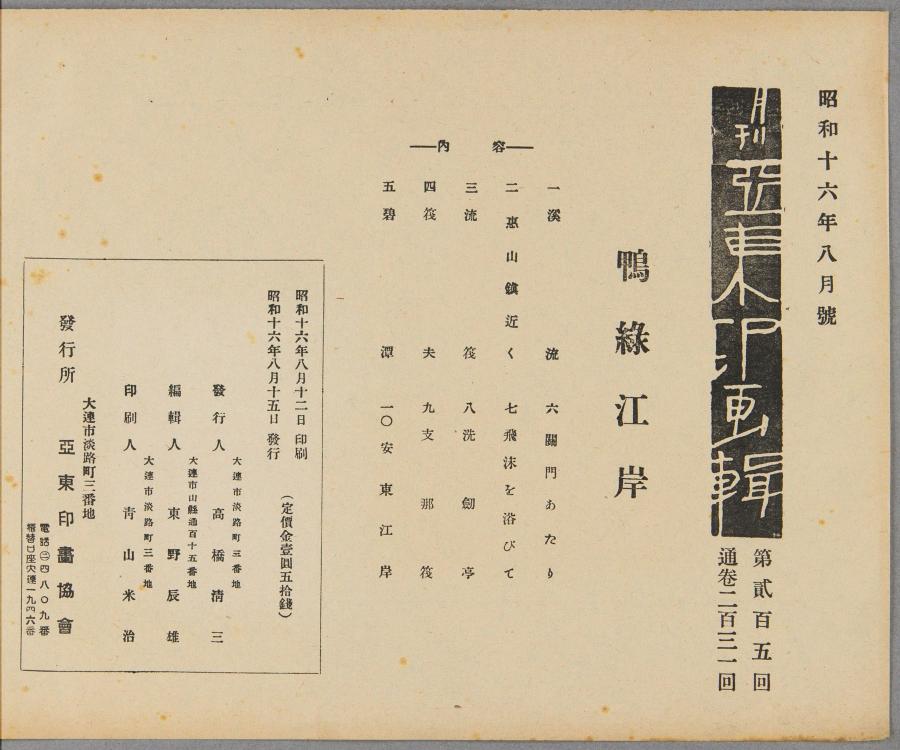 昭和十六年八月號
月刊亞東印画輯
第貳百五回
通卷二百三一回
鴨綠江岸
――內容――
一溪流
六關門あたり
二惠山鎭近く
七飛沫を浴びて
三流筏
八洗劒亭
四筏夫
九支那筏
五碧潭
一〇安東江岸
昭和十六年八月十二日 印刷
昭和十六年八月十五日 發行
(定價金壹圓五拾錢)
大連市淡路町三番地
發行人 高橋淸三
大連市山縣通百十五番地
編輯人 東野辰雄
大連市淡路町三番地
印刷人 靑山米治
大連市淡路町三番地
發行所 亞東印畫協會
電話②四八〇九番
振替口座大連一九四六番